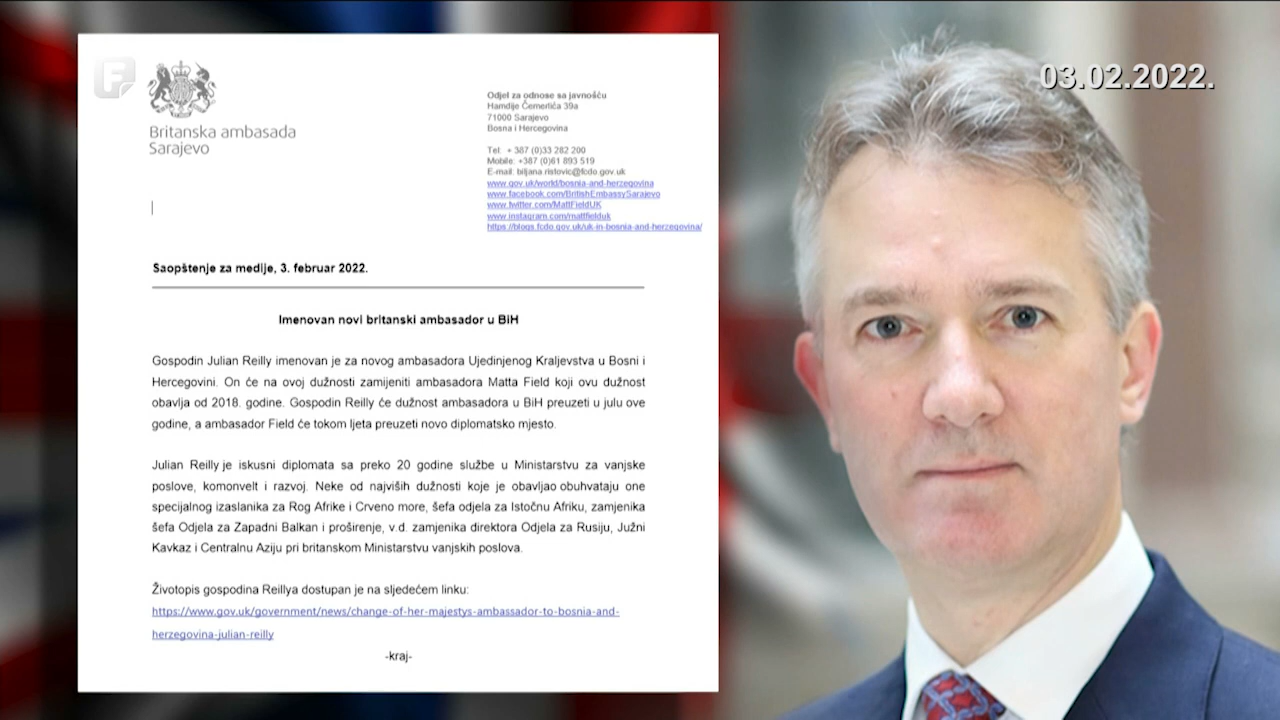 F
03.02.2022.
Britanska ambasada
Sarajevo
Odjel za odnose sa javnošću
Hamdije Čemerlića 39a
71000 Sarajevo
Bosna i Hercegovina
Tel: + 387 (0)33 282 200
Mobile: +387 (0)61 893 519
E-mail: biljana.ristovic@fcdo.gov.uk
www.gov.uk/world/bosnia-and-herzegovina
www.facebook.com/BritishEmbassySarajevo
www.twitter.com/MattFieldUK
www.instagram.com/mattfielduk
https://blogs.fcdo.gov.uk/uk-in-bosnia-and-herzegovina/
Saopštenje za medije, 3. februar 2022.
Imenovan novi britanski ambasador u BiH
Gospodin Julian Reilly imenovan je za novog ambasadora Ujedinjenog Kraljevstva u Bosni i
Hercegovini. On će na ovoj dužnosti zamijeniti ambasadora Matta Field koji ovu dužnost
obavlja od 2018. godine. Gospodin Reilly će dužnost ambasadora u BiH preuzeti u julu ove
godine, a ambasador Field će tokom ljeta preuzeti novo diplomatsko mjesto.
Julian Reilly je iskusni diplomata sa preko 20 godine službe u Ministarstvu za vanjske
poslove, komonvelt i razvoj. Neke od najviših dužnosti koje je obavljao obuhvataju one
specijalnog izaslanika za Rog Afrike i Crveno more, šefa odjela za Istočnu Afriku, zamjenika
šefa Odjela za Zapadni Balkan i proširenje, v.d. zamjenika direktora Odjela za Rusiju, Južni
Kavkaz i Centralnu Aziju pri britanskom Ministarstvu vanjskih poslova.
Životopis gospodina Reillya dostupan je na sljedećem linku:
https://www.gov.uk/government/news/change-of-her-majestys-ambassador-to-bosnia-and-
herzegovina-julian-reilly
-kraj-